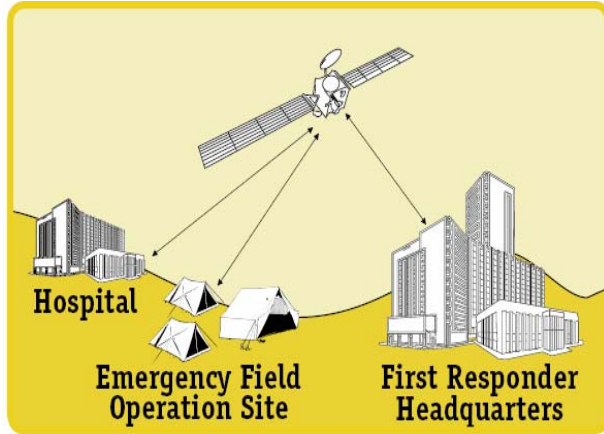 Hospital
Emergency Field
Operation Site
First Responder
Headquarters